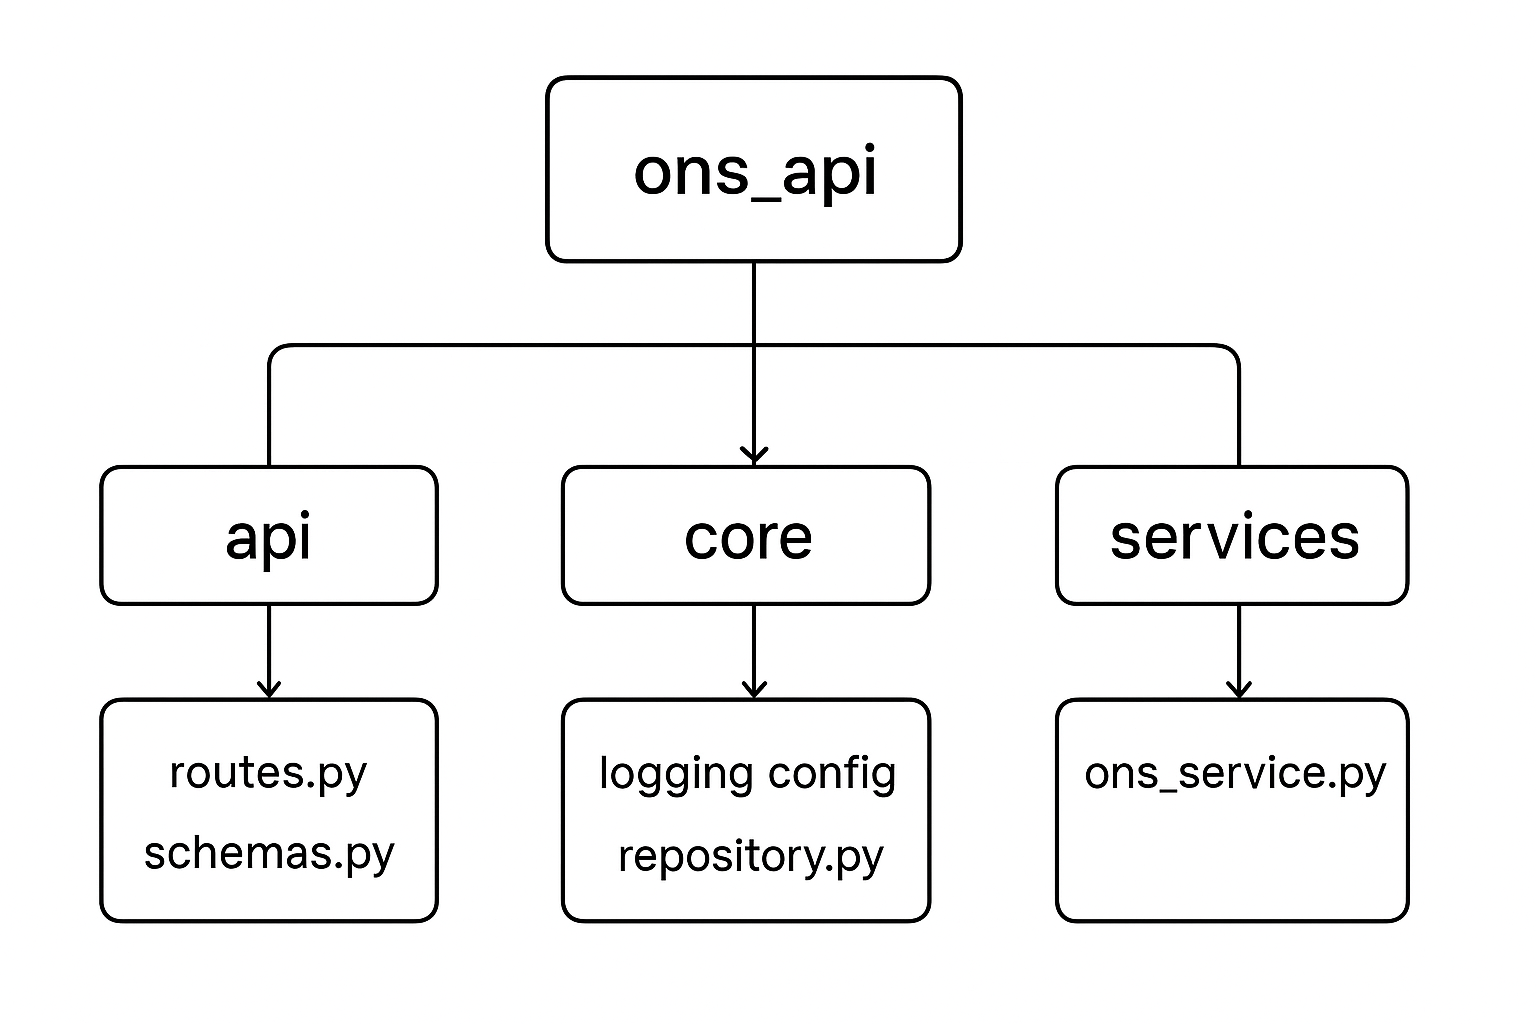 ons_api
api
core
services
routes.py
schemas.py
logging config
repository.py
ons_service.py